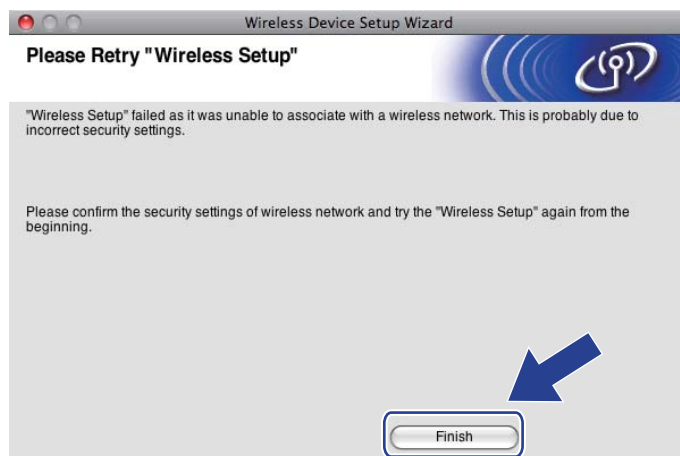 Wireless Device Setup Wizard
Please Retry "Wireless Setup"
"Wireless Setup" failed as it was unable to associate with a wireless network. This is probably due to
incorrect security settings.
Please confirm the security settings of wireless network and try the "Wireless Setup" again from the
beginning.
Finish